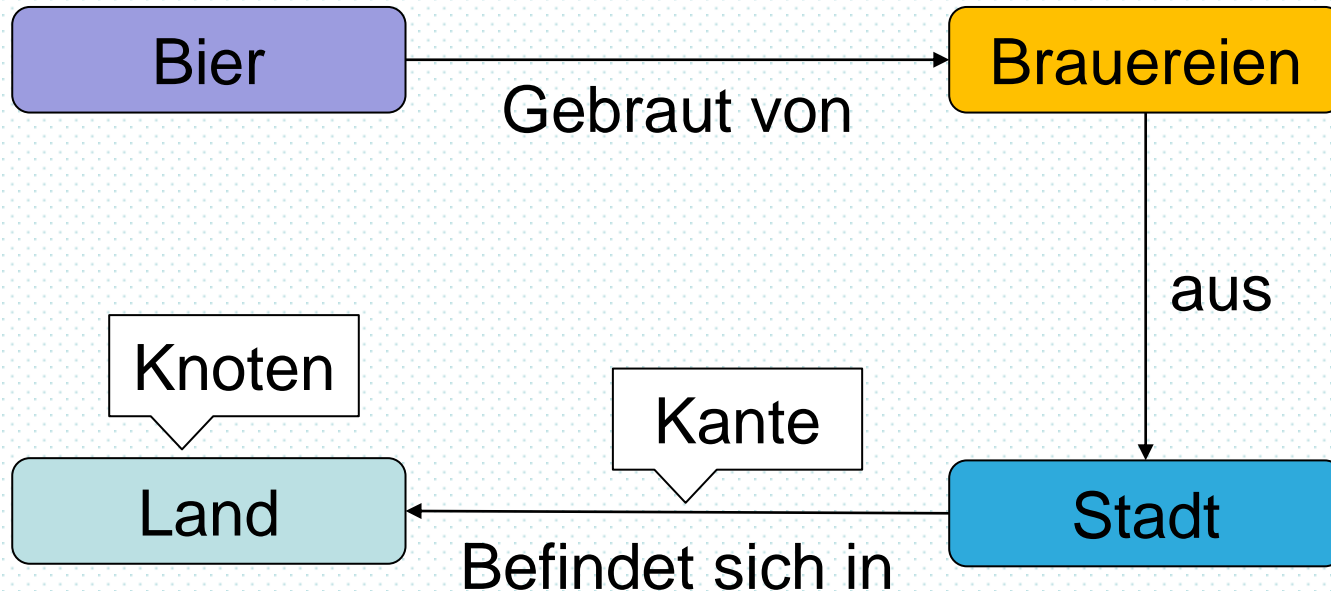 Bier
Gebraut von
Brauereien
aus
Knoten
Kante
Land
Befindet sich in
Stadt